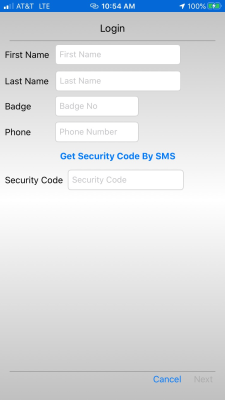 AT&T LTE 10:54 AM 100%
Login
First Name First Name
Last Name Last Name
Badge Badge No
Phone Phone Number
Get Security Code By SMS
Security Code Security Code
Cancel Next